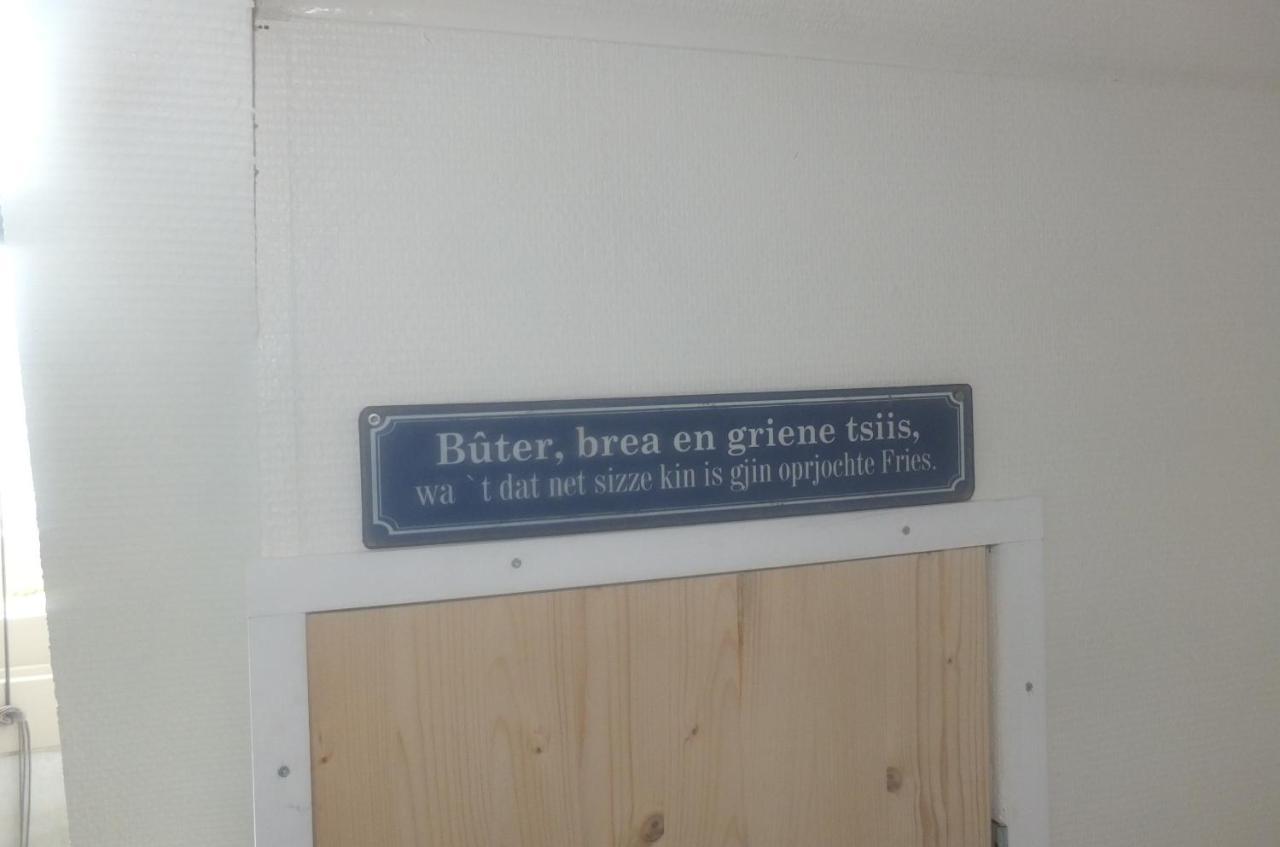 Bûter, brea en griene tsiis,
wa `t dat net sizze kin is gjin oprjochte Fries.